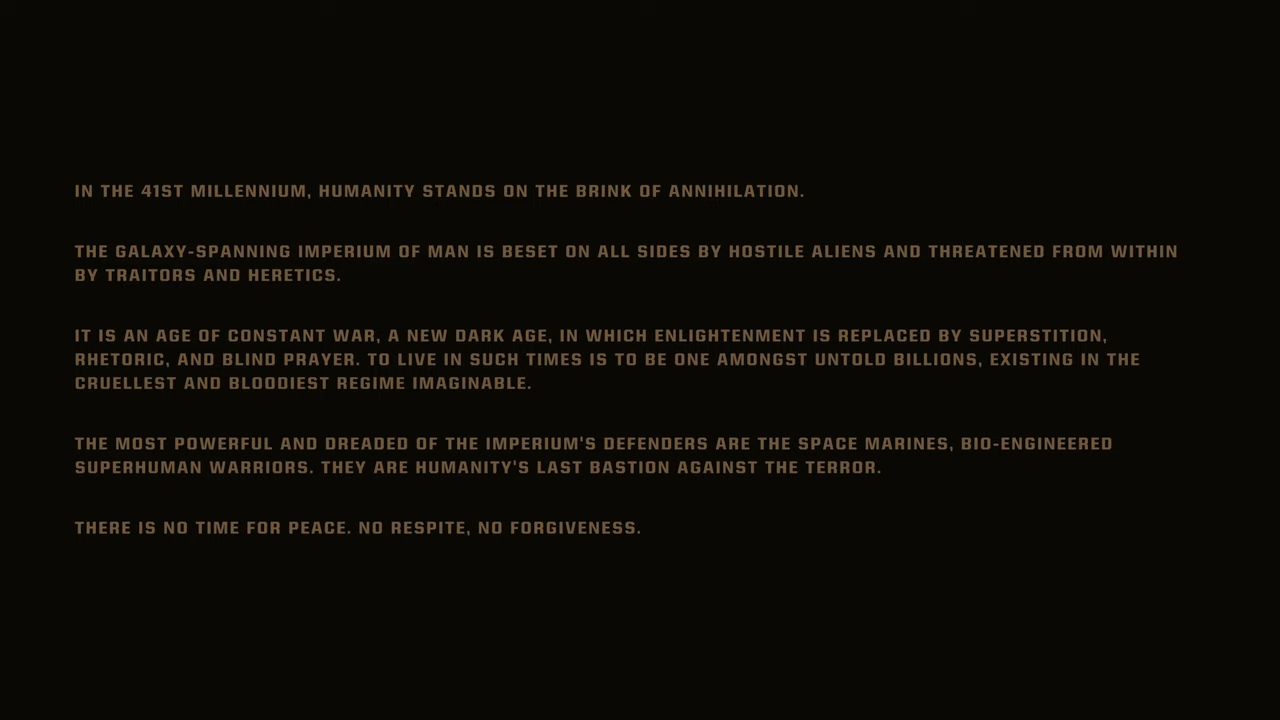 IN THE 41ST MILLENNIUM, HUMANITY STANDS ON THE BRINK OF ANNIHILATION.
THE GALAXY-SPANNING IMPERIUM OF MAN IS BESET ON ALL SIDES BY HOSTILE ALIENS AND THREATENED FROM WITHIN
BY TRAITORS AND HERETICS.
IT IS AN AGE OF CONSTANT WAR, A NEW DARK AGE, IN WHICH ENLIGHTENMENT IS REPLACED BY SUPERSTITION,
RHETORIC, AND BLIND PRAYER. TO LIVE IN SUCH TIMES IS TO BE ONE AMONGST UNTOLD BILLIONS, EXISTING IN THE
CRUELLEST AND BLOODIEST REGIME IMAGINABLE.
THE MOST POWERFUL AND DREADED OF THE IMPERIUM'S DEFENDERS ARE THE SPACE MARINES, BIO-ENGINEERED
SUPERHUMAN WARRIORS. THEY ARE HUMANITY'S LAST BASTION AGAINST THE TERROR.
THERE IS NO TIME FOR PEACE. NO RESPITE, NO FORGIVENESS.